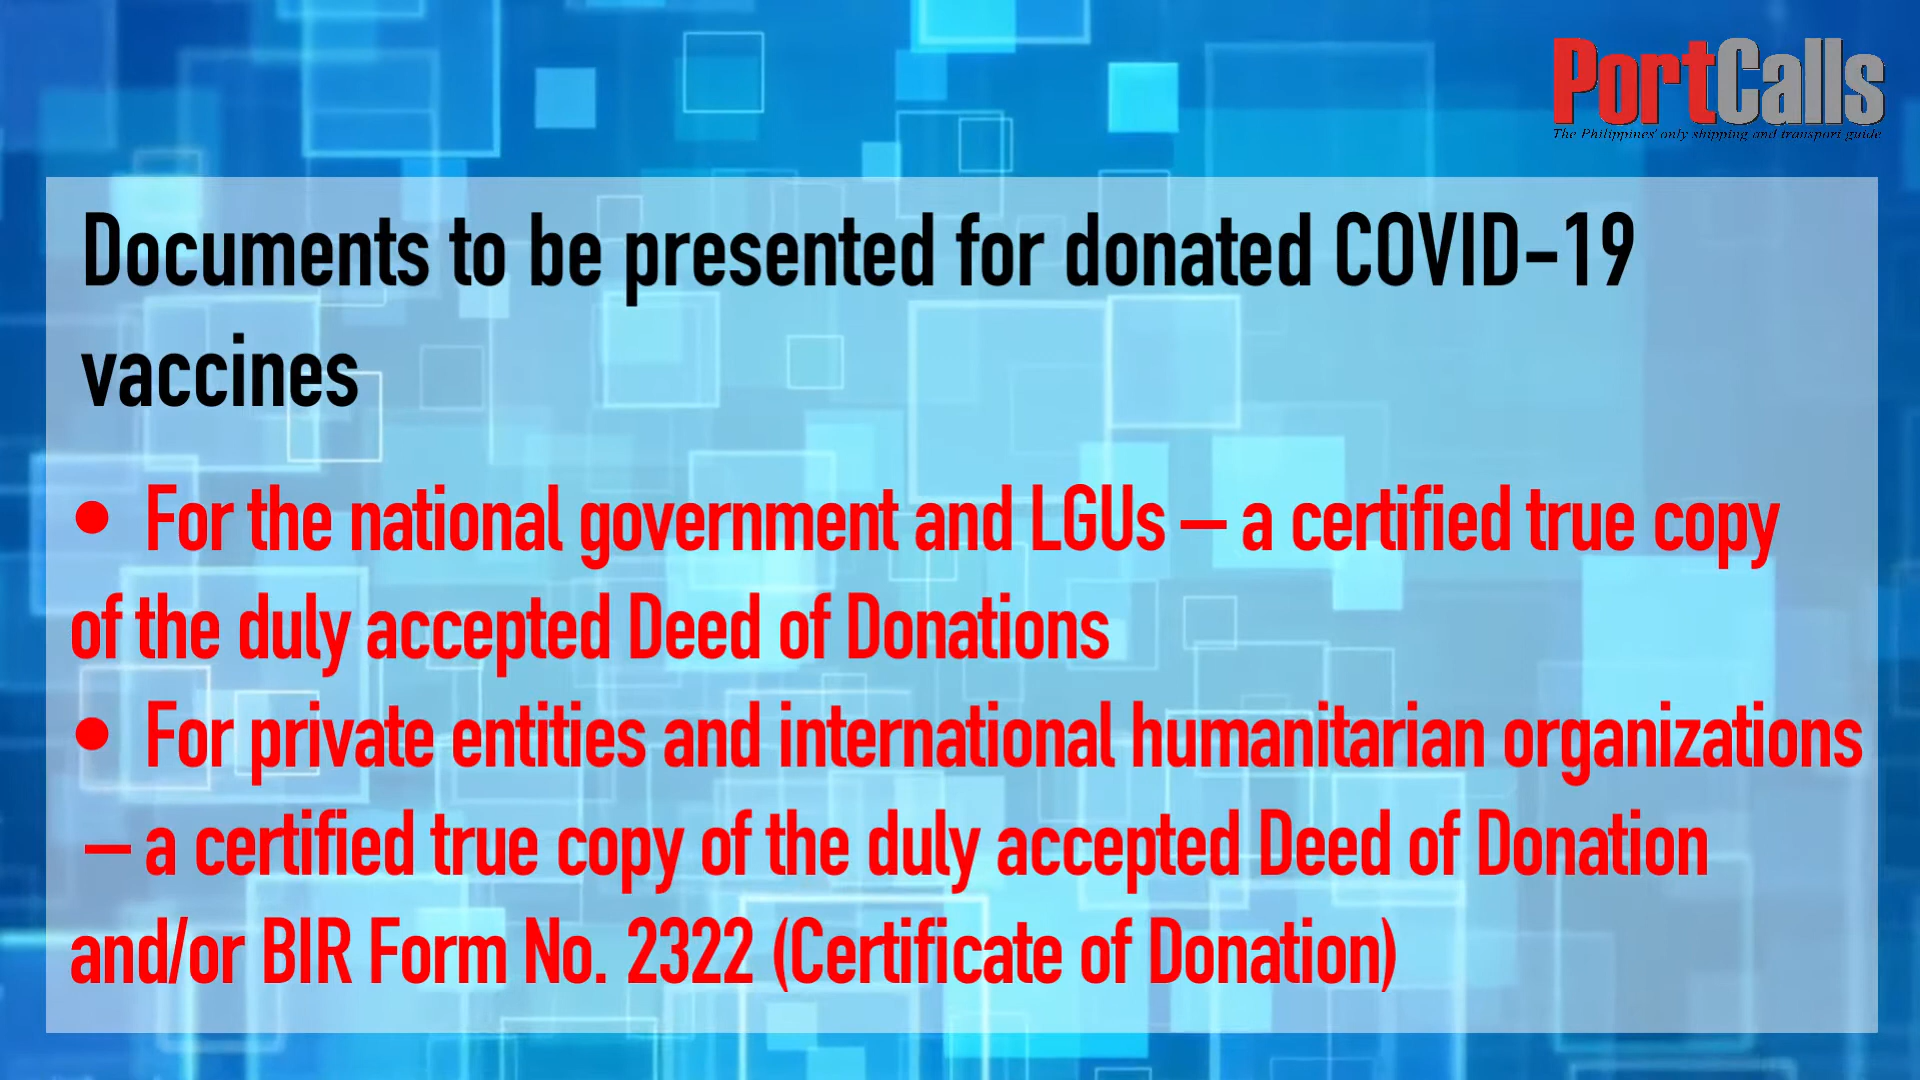 PortCalls
The Philippines' only shipping and transport guide
Documents to be presented for donated COVID-19
vaccines
• For the national government and LGUs – a certified true copy
of the duly accepted Deed of Donations
• For private entities and international humanitarian organizations
– a certified true copy of the duly accepted Deed of Donation
and/or BIR Form No. 2322 (Certificate of Donation)